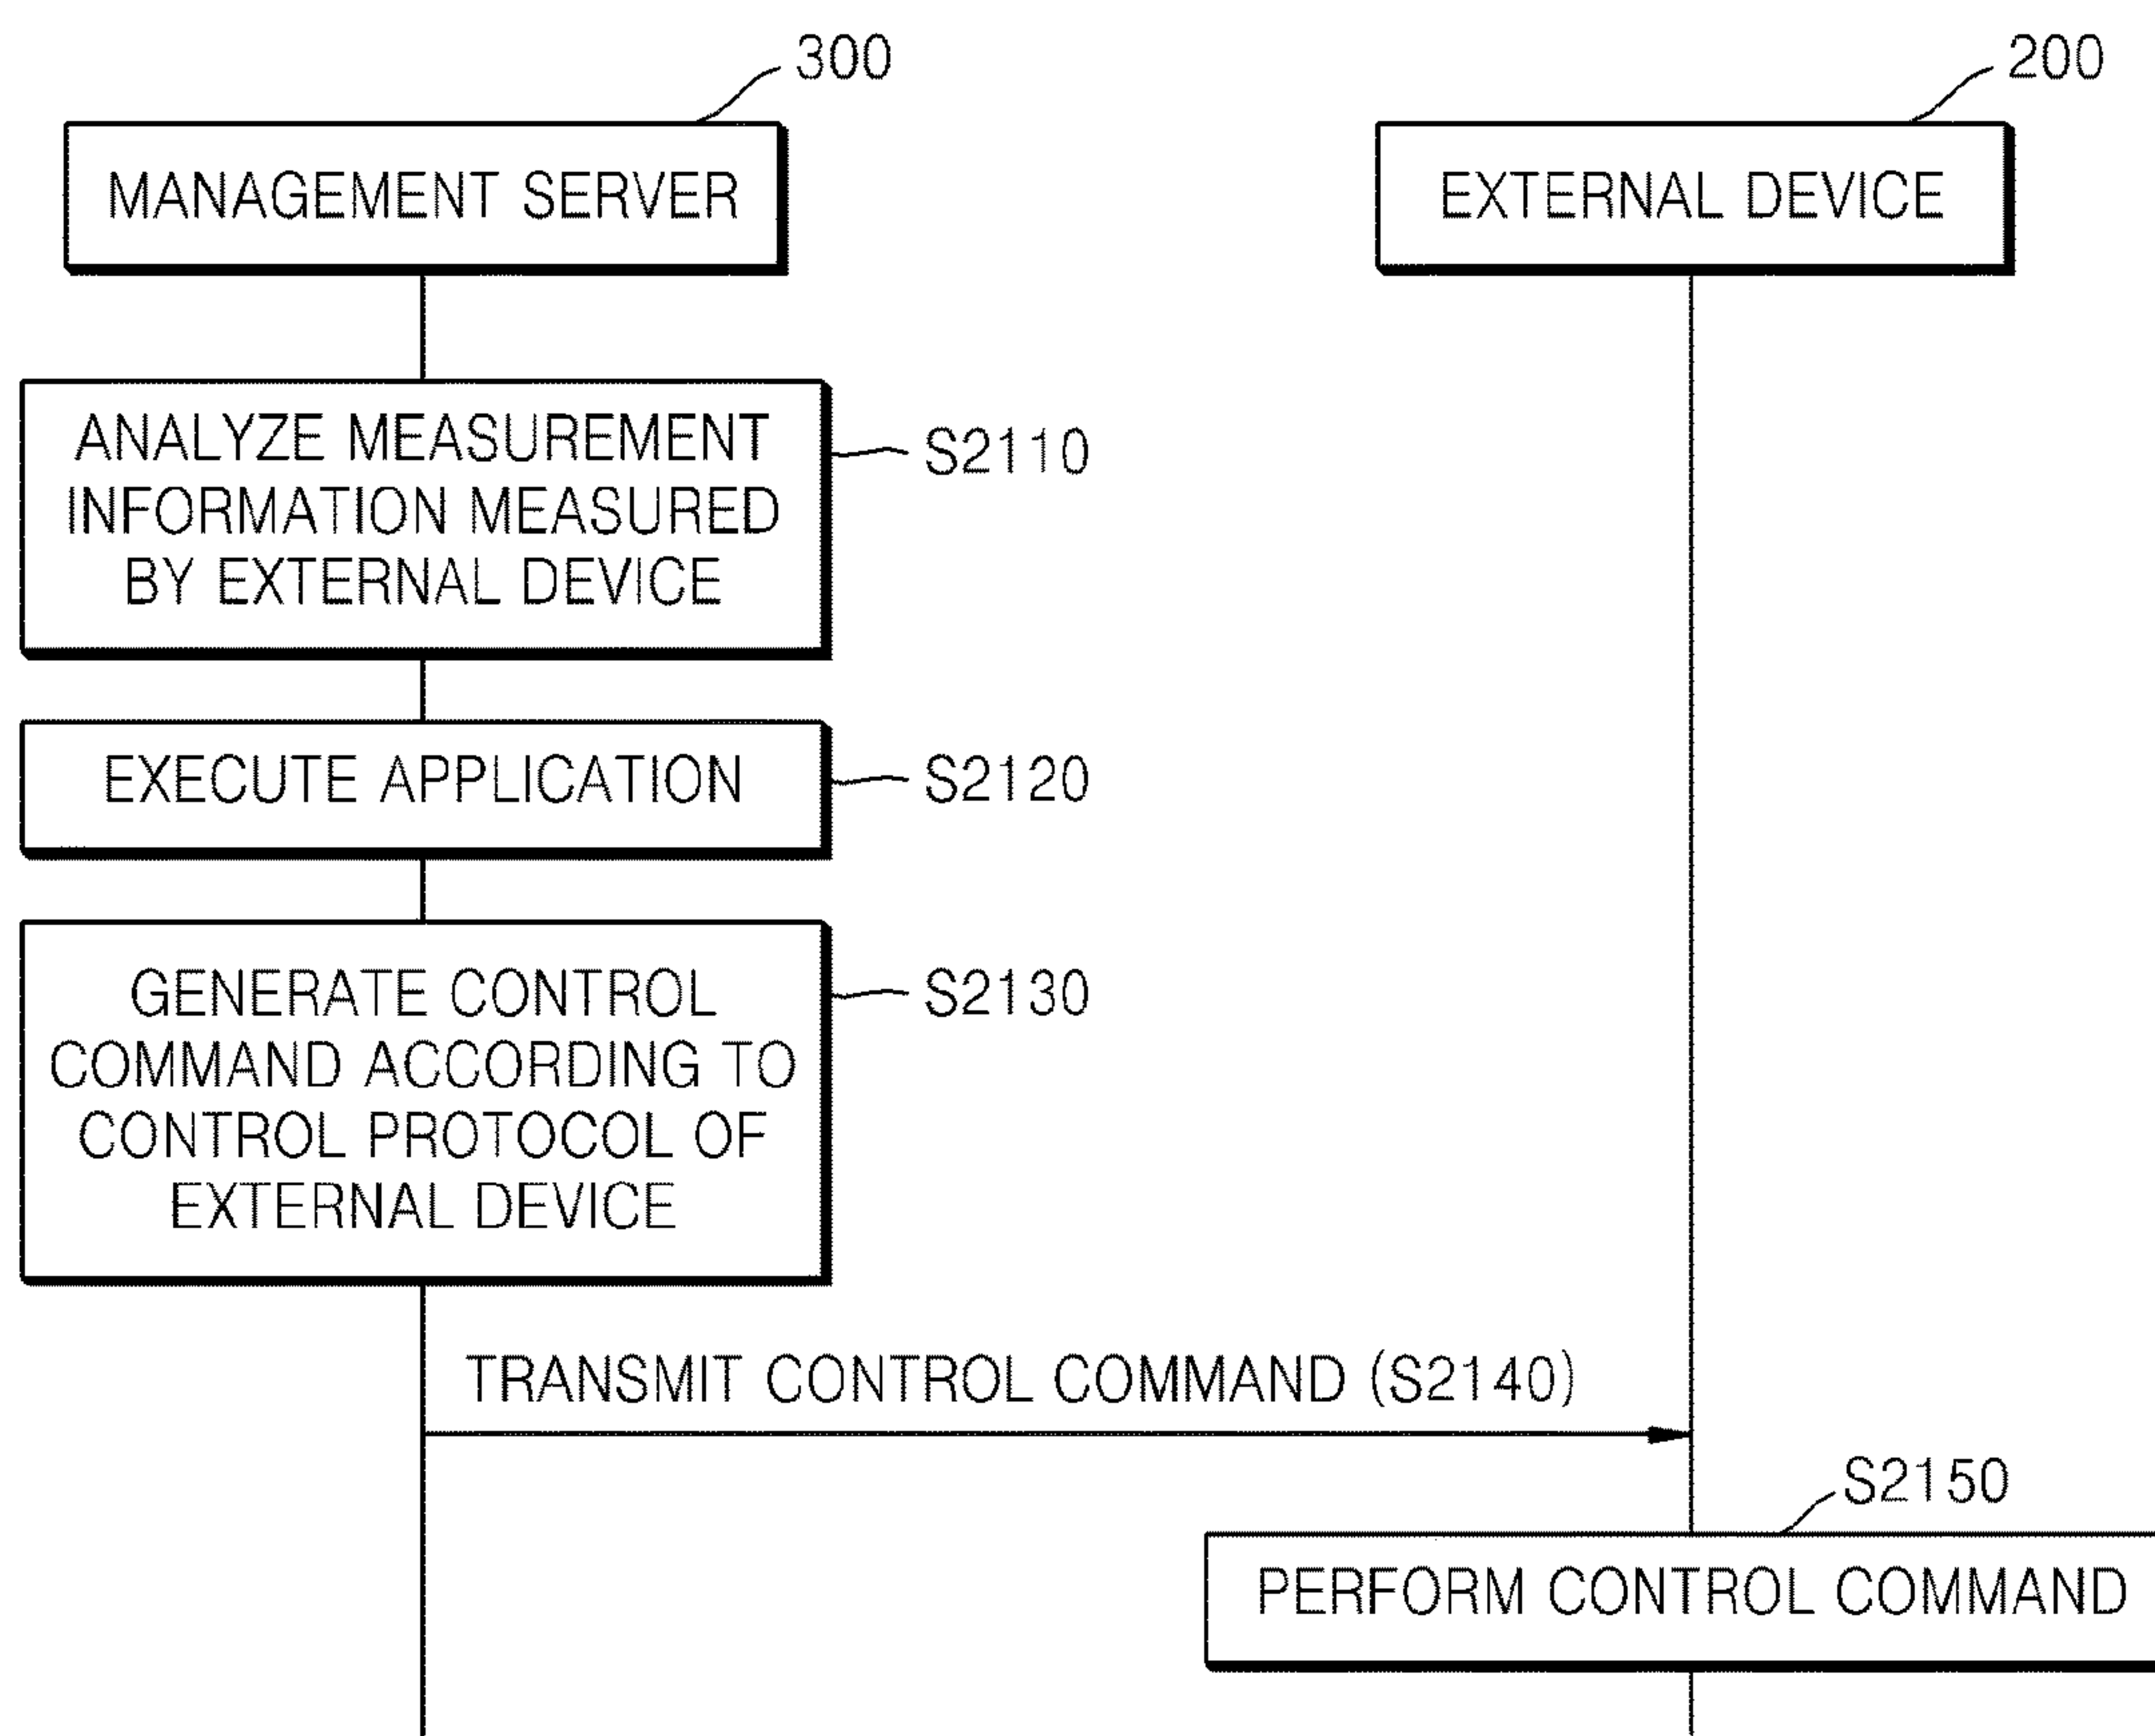 300
200
MANAGEMENT SERVER
EXTERNAL DEVICE
ANALYZE MEASUREMENT
INFORMATION MEASURED
BY EXTERNAL DEVICE
S2110
EXECUTE APPLICATION
S2120
GENERATE CONTROL
COMMAND ACCORDING TO
CONTROL PROTOCOL OF
EXTERNAL DEVICE
S2130
TRANSMIT CONTROL COMMAND (S2140)
S2150
PERFORM CONTROL COMMAND